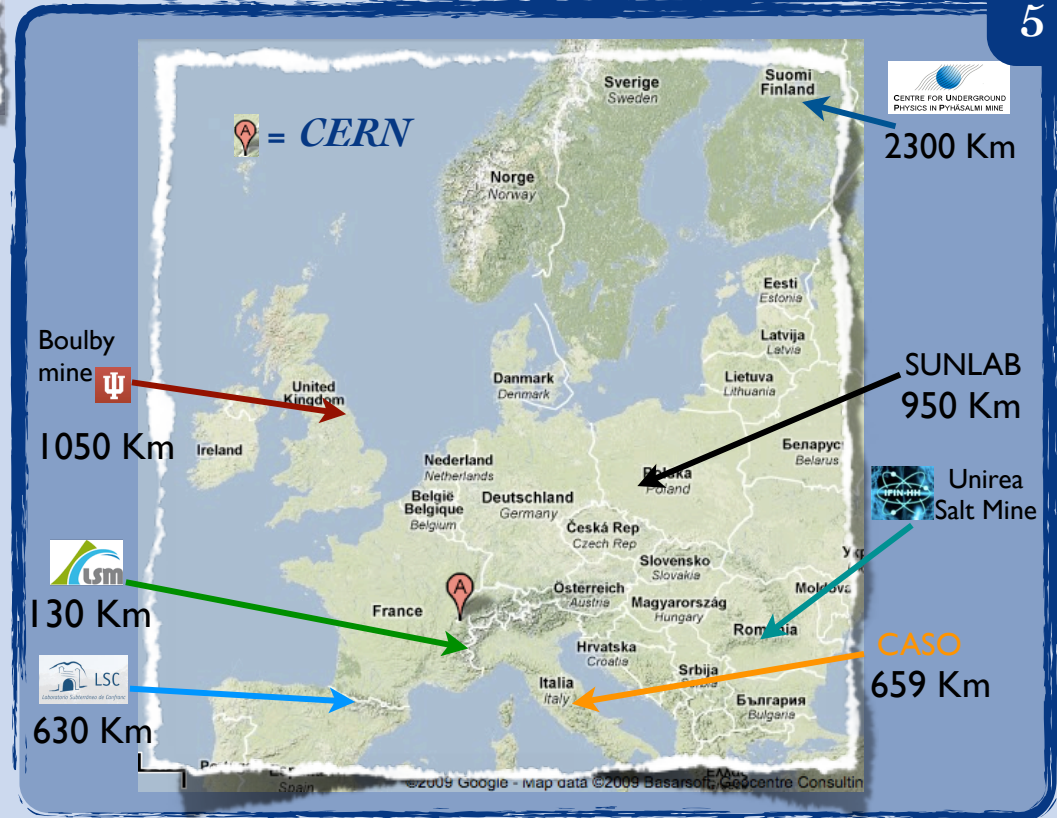 5
Sverige
Sweden
Suomi
Finland
CENTRE FOR UNDERGROUND
PHYSICS IN PYHÄSALMI MINE
2300 Km
A
= CERN
Norge
Norway
Eesti
Estonia
Latvija
Latvia
Lietuva
Lithuania
Danmark
Denmark
Boulby
mine
1050 Km
United
Kingdom
Ireland
SUNLAB
950 Km
Беларусь
Belarus
Nederland
Netherlands
België
Belgique
Belgium
Deutschland
Germany
Polska
Poland
IFIN-HH
Unirea
Salt Mine
Česká Rep
Czech Rep
Slovensko
Slovakia
Укр
LSM
130 Km
A
France
Österreich
Austria
Magyarország
Hungary
Moldova
România
Hrvatska
Croatia
CASO
659 Km
LSC
Laboratorio Subterráneo de Canfranc
630 Km
Italia
Italy
Srbija
Serbia
България
Bulgaria
Spain
©2009 Google - Map data ©2009 Basarsoft, Geocentre Consultin